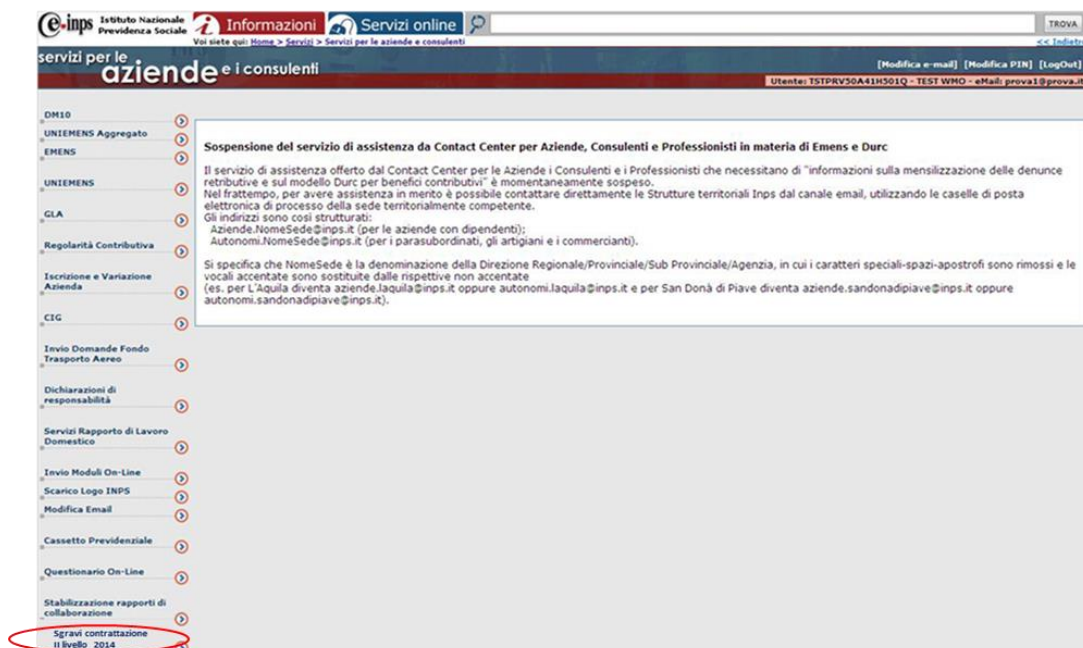 e-inps Istituto Nazionale Previdenza Sociale
Informazioni
Servizi online
TROVA
Voi siete qui: Home > Servizi > Servizi per le aziende e consulenti
<< Indietro
servizi per le
aziende e i consulenti
[Modifica e-mail] [Modifica PIN] [LogOut]
Utente: TSTPRV50A41H501Q - TEST WMO - eMail: prova1@prova.it
DM10
UNIEMENS Aggregato
EMENS
UNIEMENS
GLA
Regolarità Contributiva
Iscrizione e Variazione
Azienda
CIG
Invio Domande Fondo
Trasporto Aereo
Dichiarazioni di
responsabilità
Servizi Rapporto di Lavoro
Domestico
Invio Moduli On-Line
Scarico Logo INPS
Modifica Email
Cassetto Previdenziale
Questionario On-Line
Stabilizzazione rapporti di
collaborazione
Sgravi contrattazione
II livello 2014
Sospensione del servizio di assistenza da Contact Center per Aziende, Consulenti e Professionisti in materia di Emens e Durc
Il servizio di assistenza offerto dal Contact Center per le Aziende i Consulenti e i Professionisti che necessitano di "informazioni sulla mensilizzazione delle denunce
retributive e sul modello Durc per benefici contributivi" è momentaneamente sospeso.
Nel frattempo, per avere assistenza in merito è possibile contattare direttamente le Strutture territoriali Inps dal canale email, utilizzando le caselle di posta
elettronica di processo della sede territorialmente competente.
Gli indirizzi sono così strutturati:
Aziende.NomeSede@inps.it (per le aziende con dipendenti);
Autonomi.NomeSede@inps.it (per i parasubordinati, gli artigiani e i commercianti).
Si specifica che NomeSede è la denominazione della Direzione Regionale/Provinciale/Sub Provinciale/Agenzia, in cui i caratteri speciali-spazi-apostrofi sono rimossi e le
vocali accentate sono sostituite dalle rispettive non accentate
(es. per L'Aquila diventa aziende.laquila@inps.it oppure autonomi.laquila@inps.it e per San Donà di Piave diventa aziende.sandonadipiave@inps.it oppure
autonomi.sandonadipiave@inps.it).